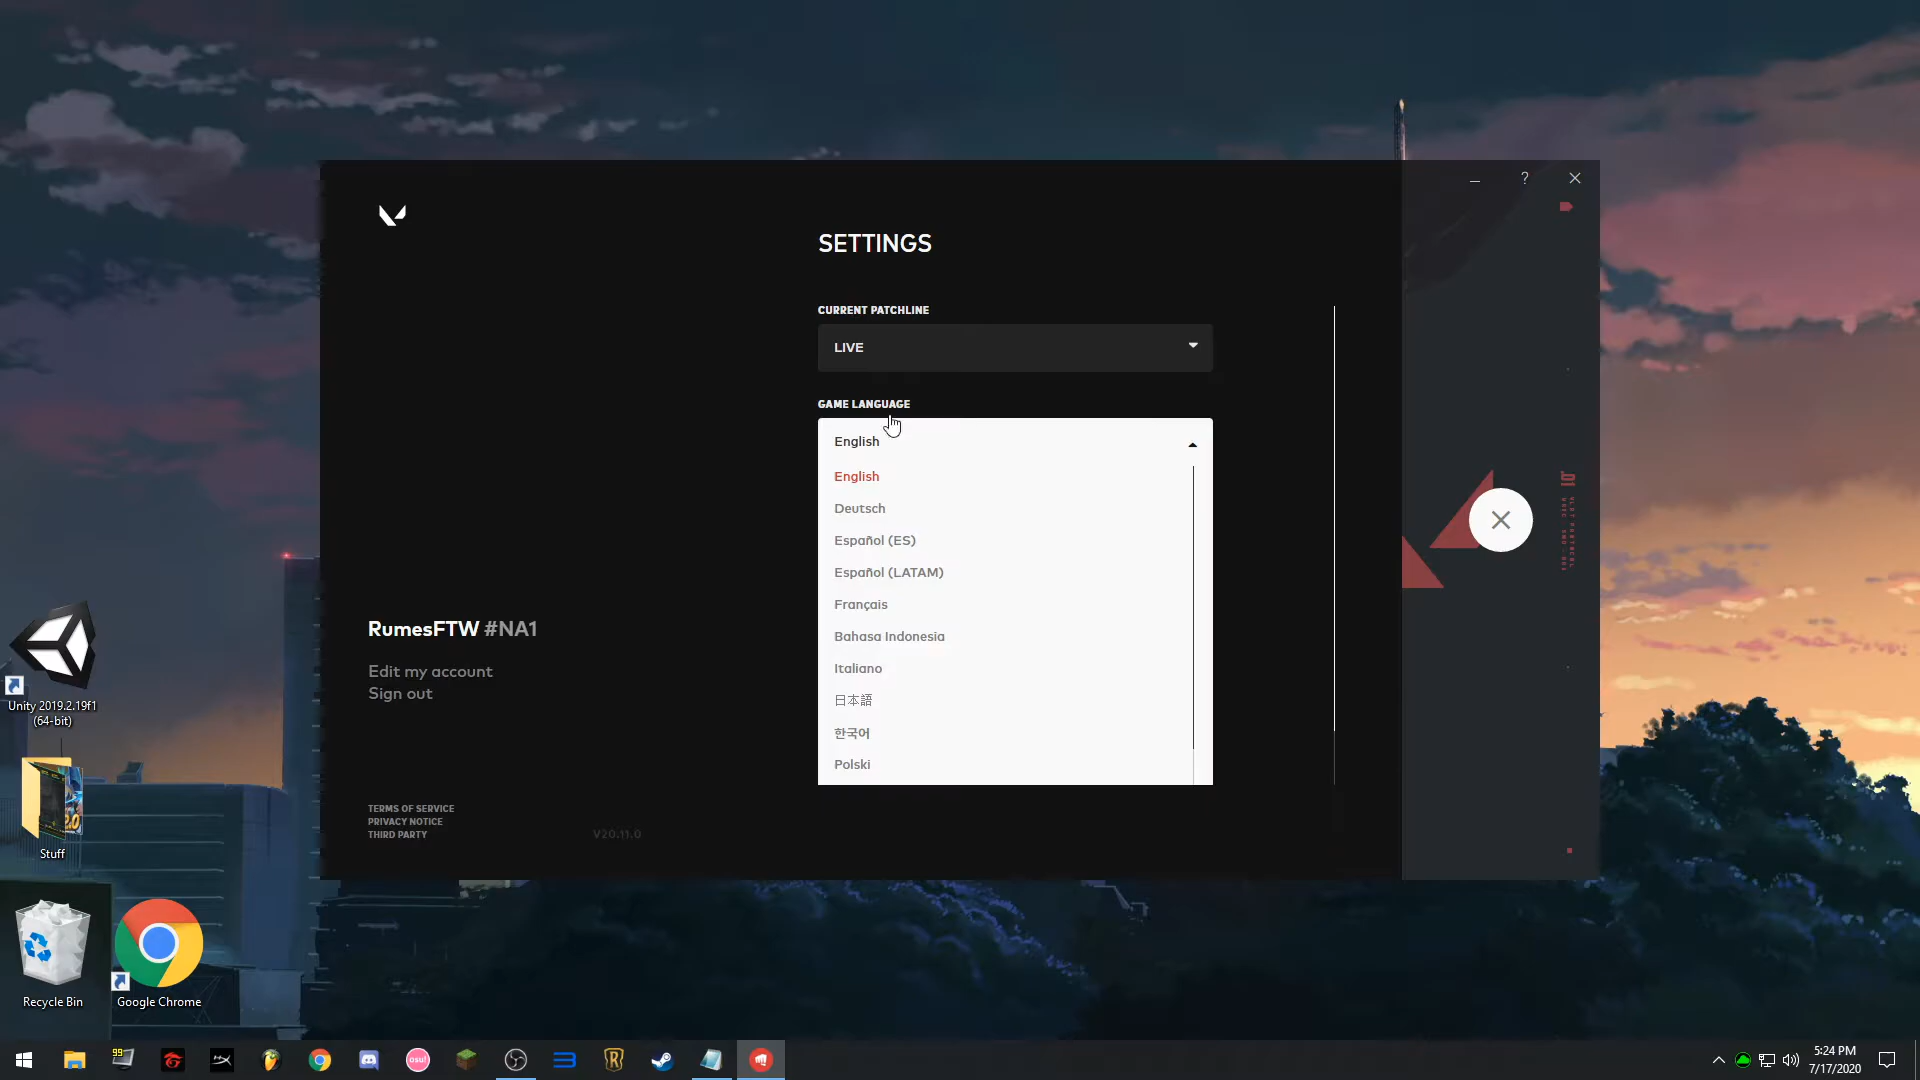 SETTINGS
CURRENT PATCHLINE
LIVE
GAME LANGUAGE
English
English
Deutsch
Español (ES)
Español (LATAM)
Français
Bahasa Indonesia
Italiano
日本語
한국어
Polski
RumesFTW #NA1
Edit my account
Sign out
TERMS OF SERVICE
PRIVACY NOTICE
THIRD PARTY
V20.11.0
Unity 2019.2.19f1
(64-bit)
Stuff
Recycle Bin
Google Chrome
99
osu!
5:24 PM
7/17/2020